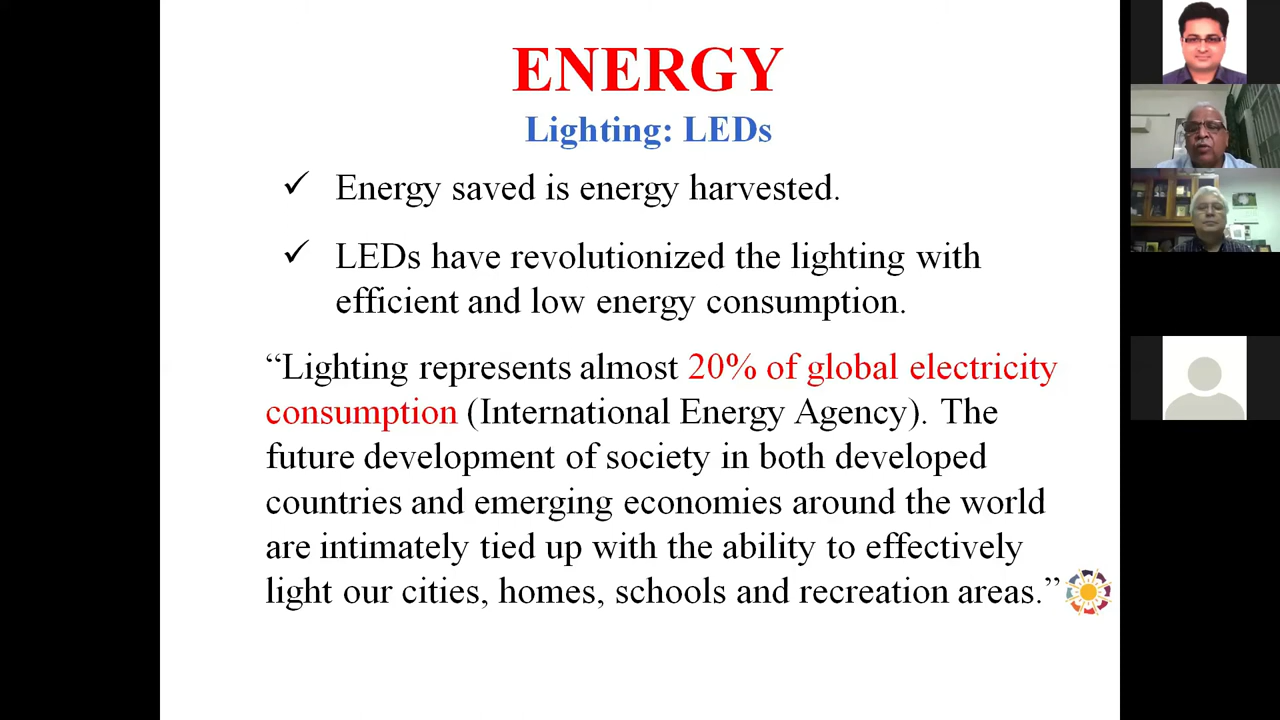 ENERGY
Lighting: LEDs
✓ Energy saved is energy harvested.
✓ LEDs have revolutionized the lighting with
efficient and low energy consumption.
“Lighting represents almost 20% of global electricity
consumption (International Energy Agency). The
future development of society in both developed
countries and emerging economies around the world
are intimately tied up with the ability to effectively
light our cities, homes, schools and recreation areas.”